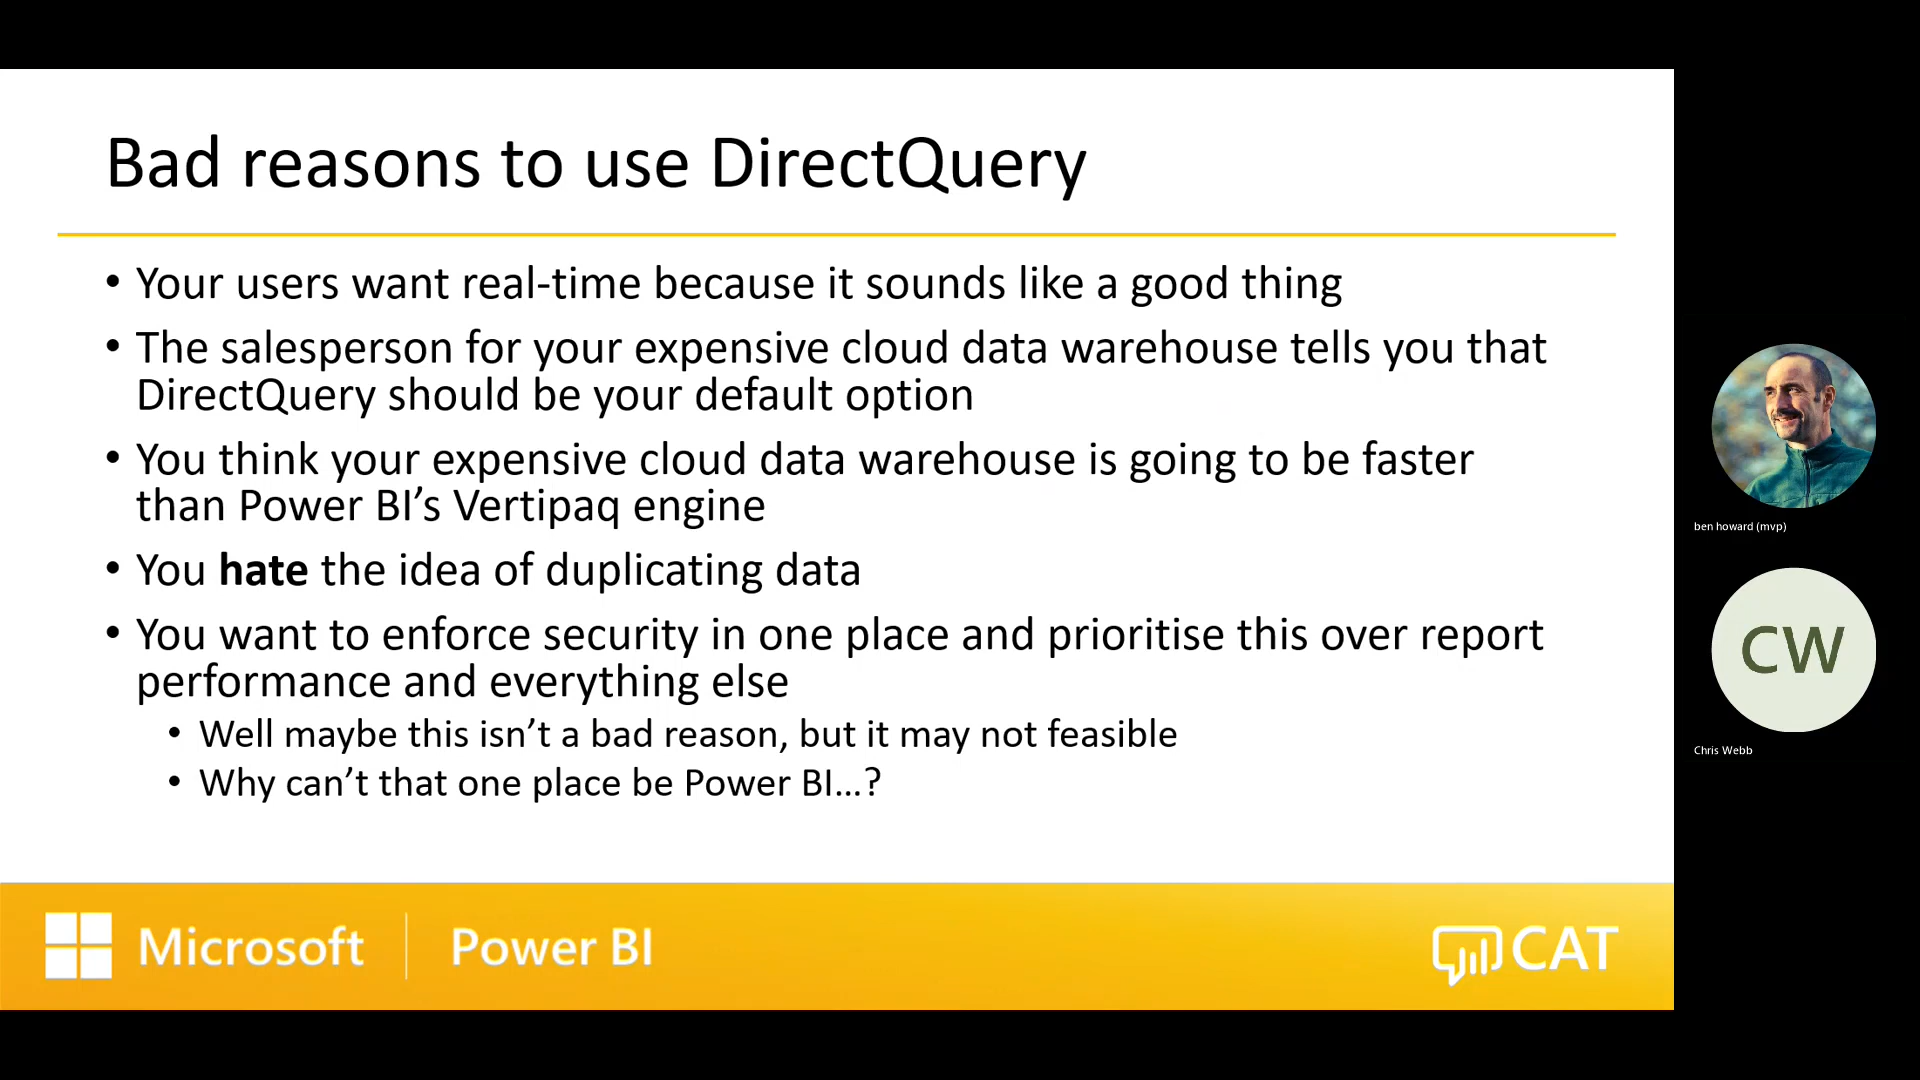 Bad reasons to use DirectQuery
• Your users want real-time because it sounds like a good thing
• The salesperson for your expensive cloud data warehouse tells you that
DirectQuery should be your default option
• You think your expensive cloud data warehouse is going to be faster
than Power BI’s Vertipaq engine
• You hate the idea of duplicating data
• You want to enforce security in one place and prioritise this over report
performance and everything else
• Well maybe this isn’t a bad reason, but it may not feasible
• Why can’t that one place be Power BI…?
Microsoft | Power BI
CAT
ben howard (mvp)
CW
Chris Webb